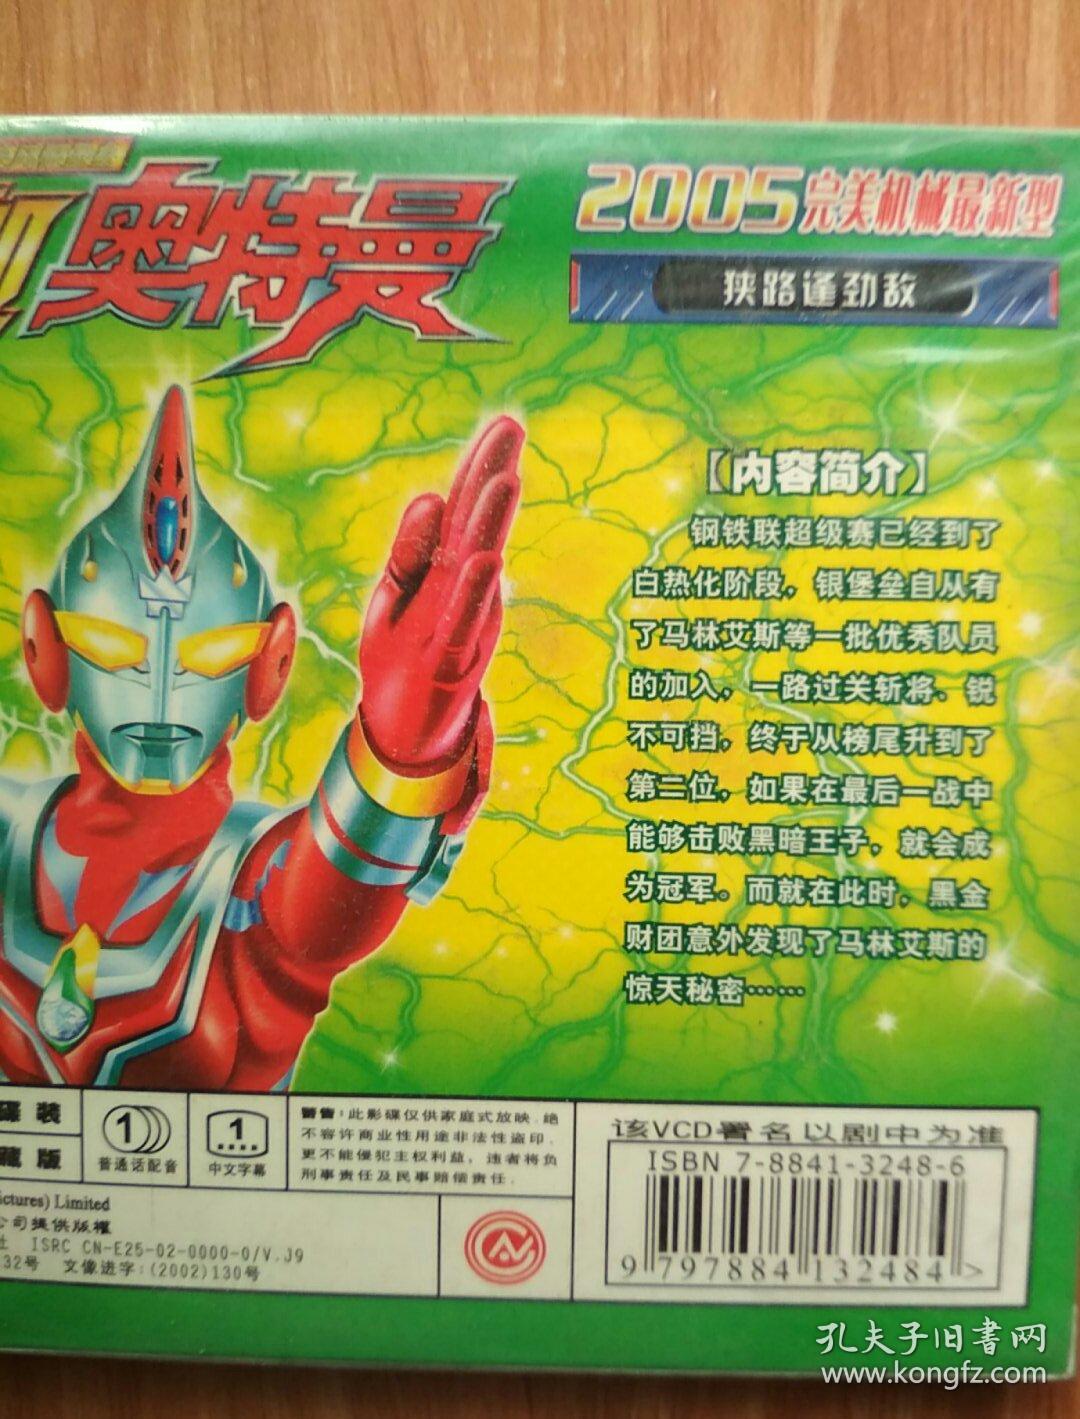 奥特曼
2005完美机械最新型
狭路逢劲敌
【内容简介】
钢铁联超级赛已经到了
白热化阶段，银堡垒自从有
了马林艾斯等一批优秀队员
的加入，一路过关斩将、锐
不可挡，终于从榜尾升到了
第二位，如果在最后一战中
能够击败黑暗王子，就会成
为冠军。而就在此时，黑金
财团意外发现了马林艾斯的
惊天秘密……
碟 装
藏 版
1
普通话配音
1
中文字幕
警告：此影碟仅供家庭式放映，绝
不容许商业性用途非法性盗印，
更不能侵犯主权利益，违者将负
刑事责任及民事赔偿责任.
ictures) Limited
公司提供版權
社 ISRC CN-E25-02-0000-0/V.J9
32号 文像进字：(2002)130号
该VCD署名以剧中为准
ISBN 7-8841-3248-6
9 797884 132484 >
孔夫子旧書网
www.kongfz.com